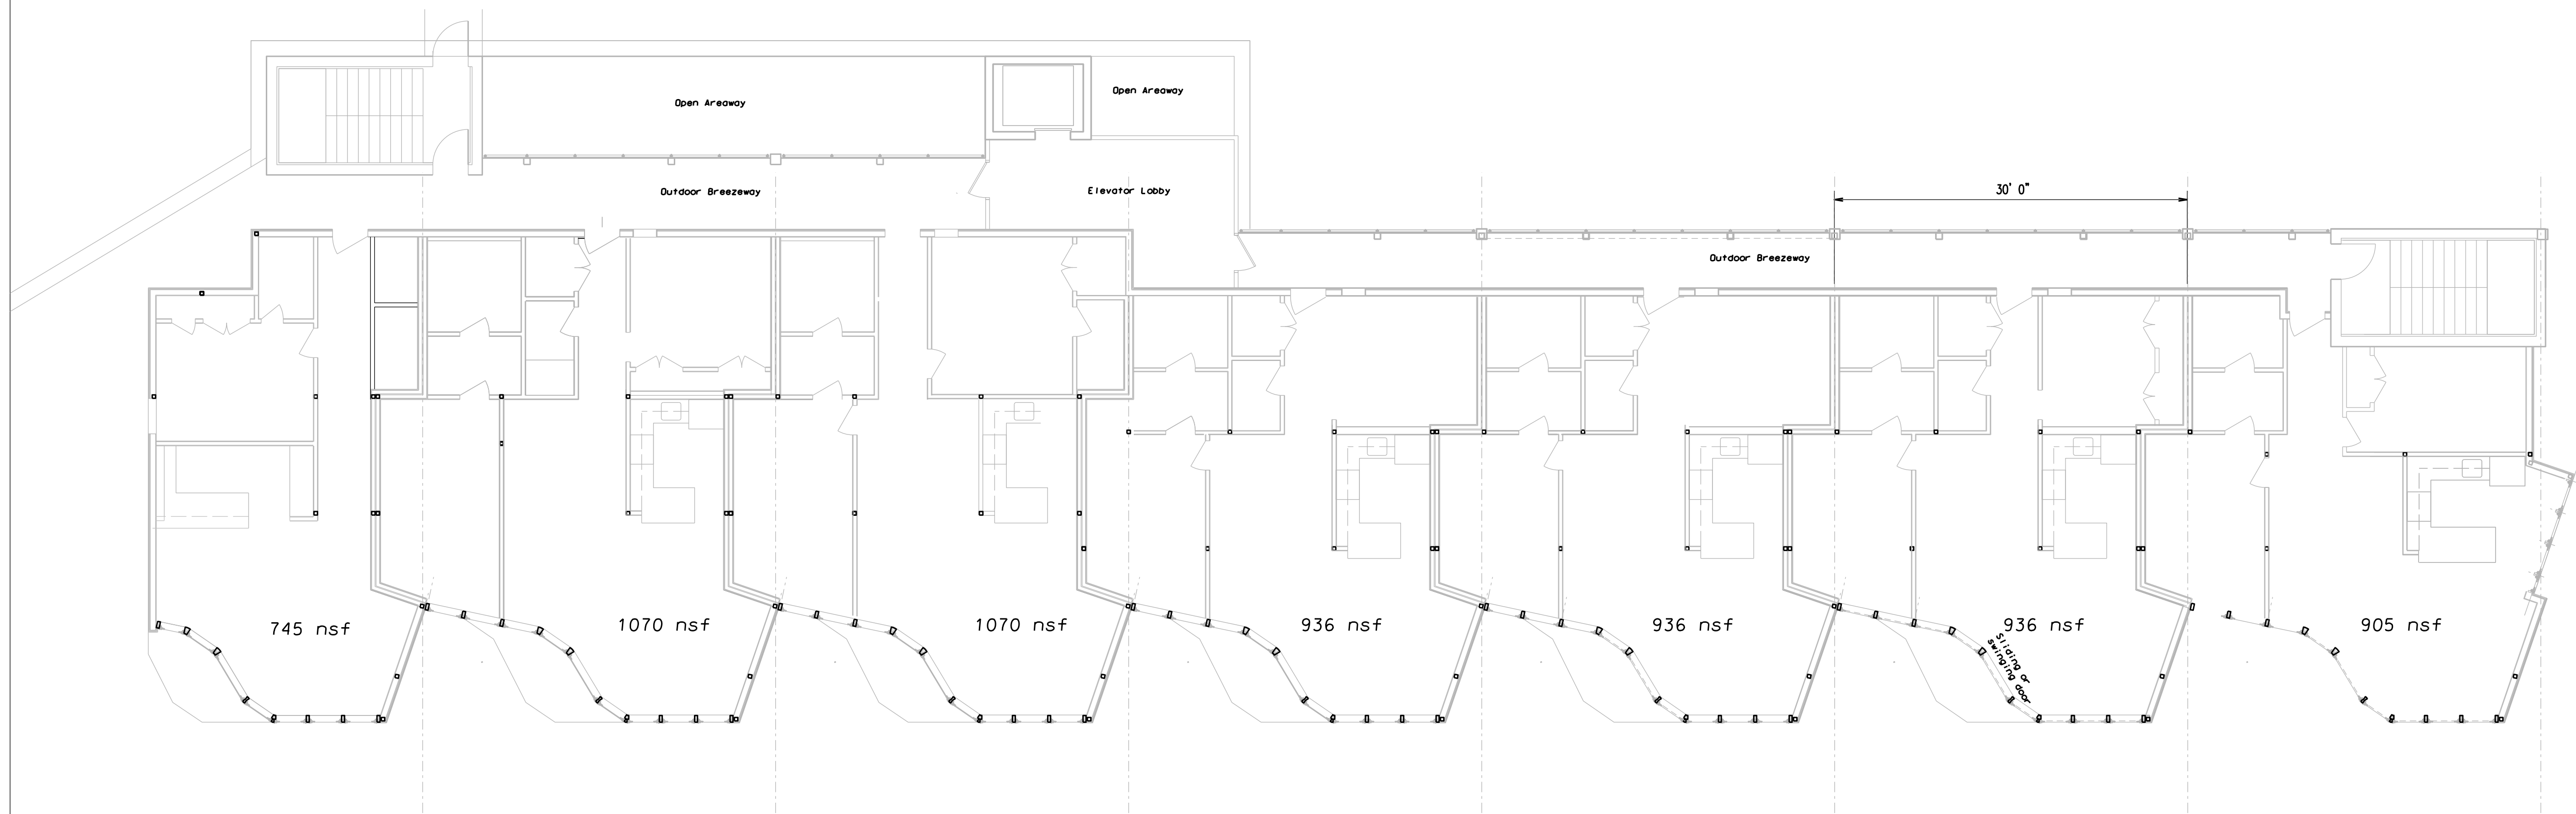 Open Areaway
Open Areaway
Outdoor Breezeway
Elevator Lobby
30' 0"
Outdoor Breezeway
745 nsf
1070 nsf
1070 nsf
936 nsf
936 nsf
936 nsf
905 nsf
Sliding or
swinging door